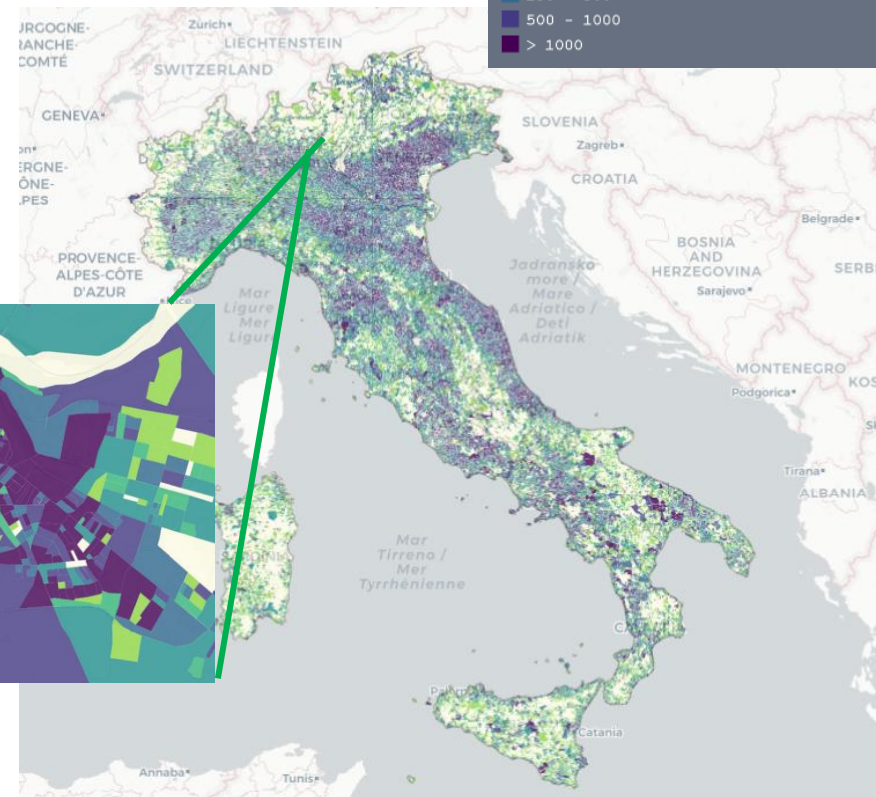 500 - 1000
> 1000
Zürich
LIECHTENSTEIN
SWITZERLAND
COMTÉ
GENEVA
SLOVENIA
Zagreb
CROATIA
Belgrade
BOSNIA
AND
HERZEGOVINA
Sarajevo
PROVENCE-
ALPES-CÔTE
D'AZUR
Mar
Ligure
Mer
Jadransko
more /
Mare
Adriatico /
Deti
Adriatik
MONTENEGRO
Podgorica
Tirana
ALBANIA
Mar
Tirreno /
Mer
Tyrrhénienne
Catania
Annaba
Tunis